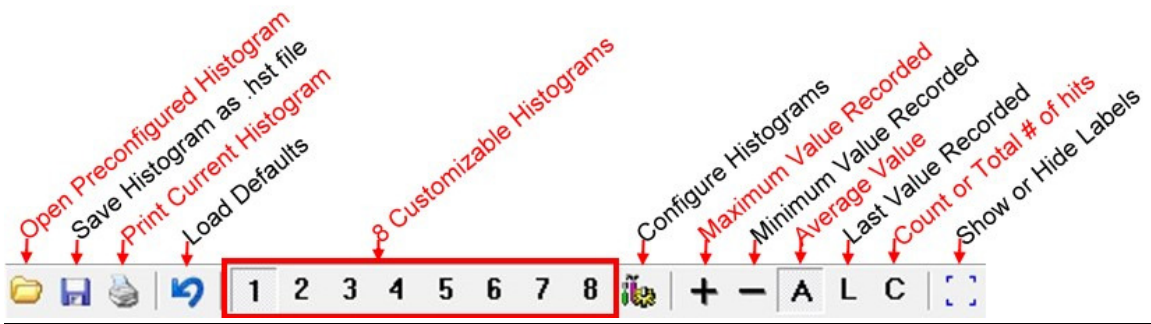 Open Preconfigured Histogram
Save Histogram as .hst file
Print Current Histogram
Load Defaults
8 Customizable Histograms
Configure Histograms
Maximum Value Recorded
Minimum Value Recorded
Average Value
Last Value Recorded
Count or Total # of hits
Show or Hide Labels
1 2 3 4 5 6 7 8 + − A L C